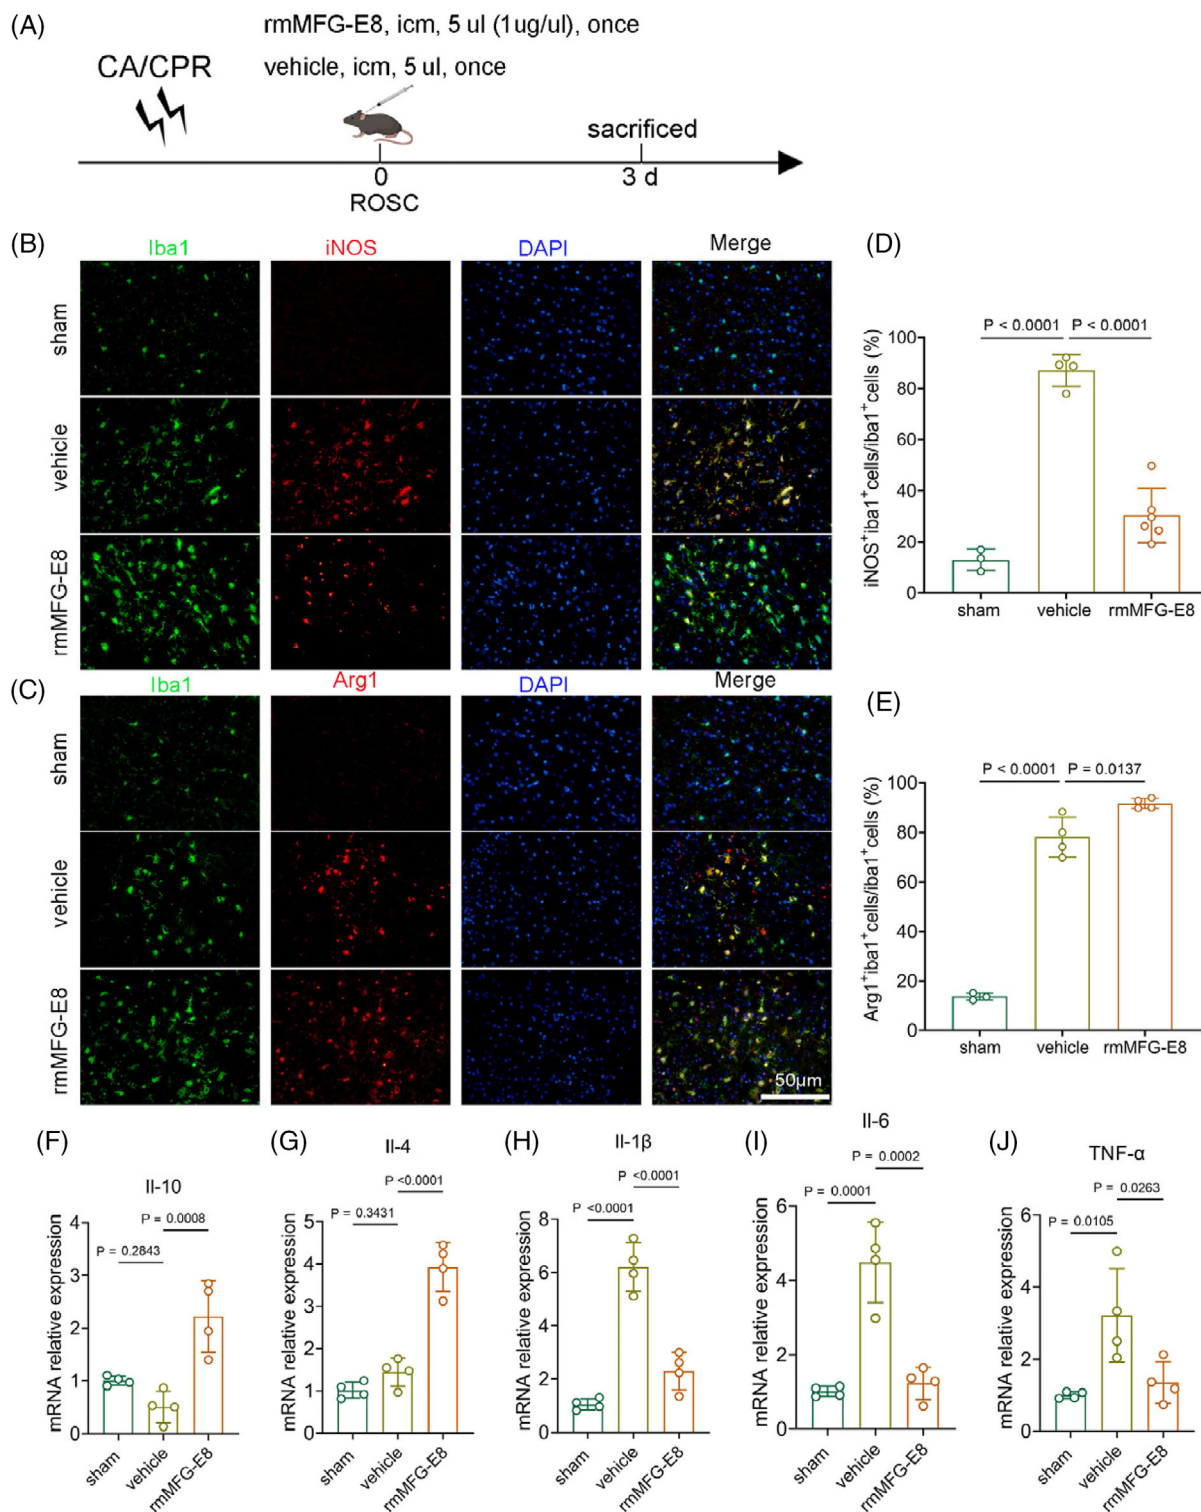 (A)
rmMFG-E8, icm, 5 ul (1ug/ul), once
vehicle, icm, 5 ul, once
CA/CPR
sacrificed
0
3 d
ROSC
(B)
Iba1
iNOS
DAPI
Merge
sham
vehicle
rmMFG-E8
(D)
P < 0.0001
P < 0.0001
iNOS⁺iba1⁺cells/iba1⁺cells (%)
100
80
60
40
20
0
sham
vehicle
rmMFG-E8
(C)
Iba1
Arg1
DAPI
Merge
sham
vehicle
rmMFG-E8
50μm
(E)
P < 0.0001
P = 0.0137
Arg1⁺iba1⁺cells/iba1⁺cells (%)
100
80
60
40
20
0
sham
vehicle
rmMFG-E8
(F)
Il-10
P = 0.0008
P = 0.2843
mRNA relative expression
4
3
2
1
0
sham
vehicle
rmMFG-E8
(G)
Il-4
P <0.0001
P = 0.3431
mRNA relative expression
5
4
3
2
1
0
sham
vehicle
rmMFG-E8
(H)
Il-1β
P <0.0001
P <0.0001
mRNA relative expression
8
6
4
2
0
sham
vehicle
rmMFG-E8
(I)
Il-6
P = 0.0002
P = 0.0001
mRNA relative expression
6
4
2
0
sham
vehicle
rmMFG-E8
(J)
TNF-α
P = 0.0263
P = 0.0105
mRNA relative expression
6
4
2
0
sham
vehicle
rmMFG-E8